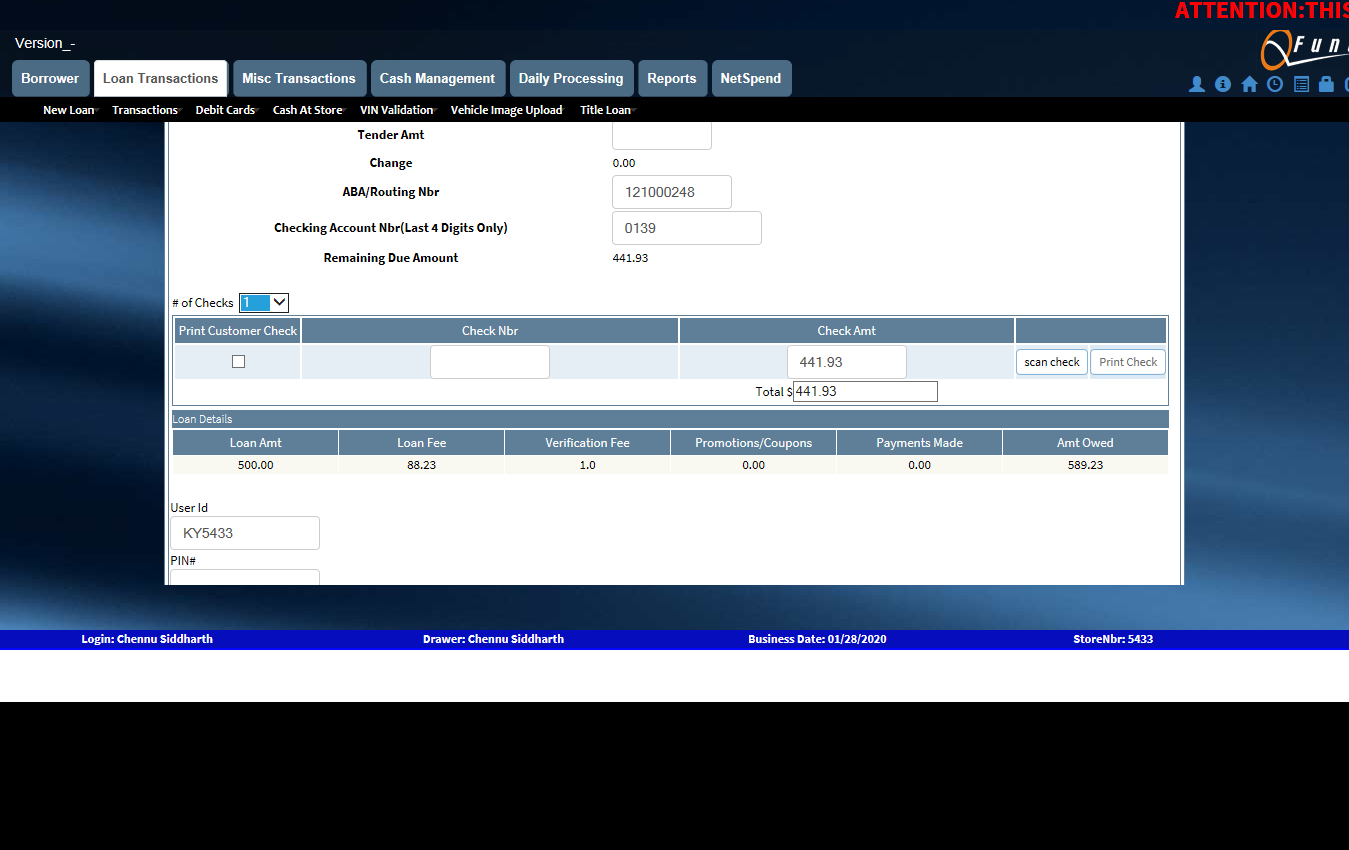 ATTENTION:THIS
Version_-
Fun
Borrower Loan Transactions Misc Transactions Cash Management Daily Processing Reports NetSpend
New Loan Transactions Debit Cards Cash At Store VIN Validation Vehicle Image Upload Title Loan
Tender Amt
Change 0.00
ABA/Routing Nbr 121000248
Checking Account Nbr(Last 4 Digits Only) 0139
Remaining Due Amount 441.93
# of Checks 1
Print Customer Check Check Nbr Check Amt
441.93 scan check Print Check
Total $ 441.93
Loan Details
Loan Amt Loan Fee Verification Fee Promotions/Coupons Payments Made Amt Owed
500.00 88.23 1.0 0.00 0.00 589.23
User Id
KY5433
PIN#
Login: Chennu Siddharth Drawer: Chennu Siddharth Business Date: 01/28/2020 StoreNbr: 5433